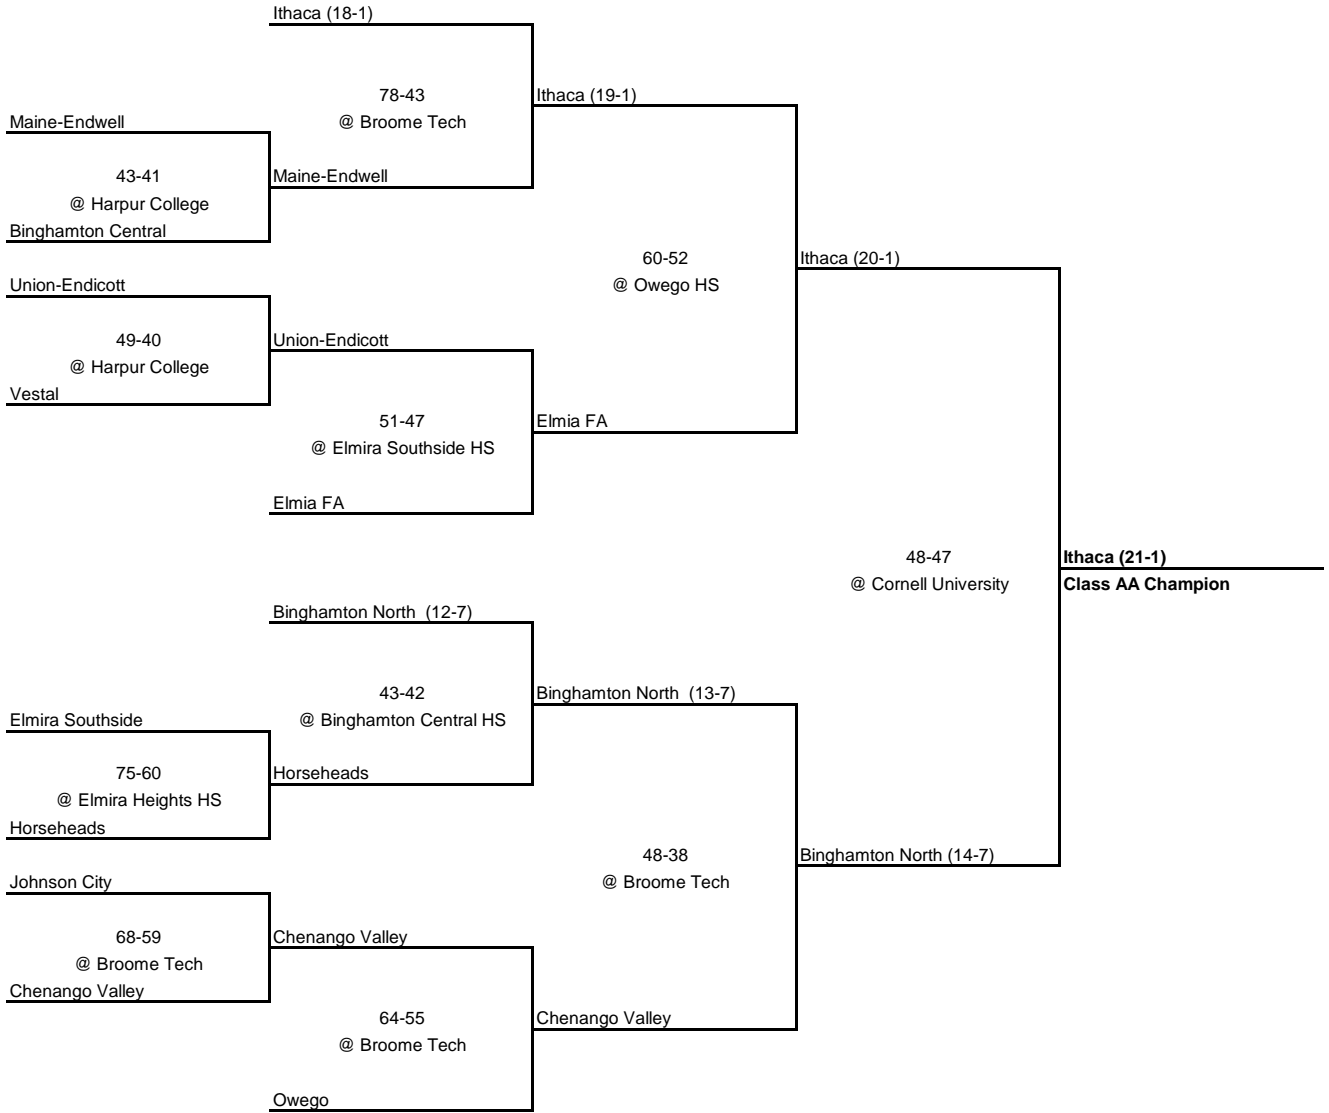 Ithaca (18-1)
78-43
@ Broome Tech
Ithaca (19-1)
Maine-Endwell
43-41
@ Harpur College
Maine-Endwell
Binghamton Central
60-52
@ Owego HS
Ithaca (20-1)
Union-Endicott
49-40
@ Harpur College
Union-Endicott
Vestal
51-47
@ Elmira Southside HS
Elmia FA
Elmia FA
48-47
@ Cornell University
Ithaca (21-1)
Class AA Champion
Binghamton North  (12-7)
43-42
@ Binghamton Central HS
Binghamton North  (13-7)
Elmira Southside
75-60
@ Elmira Heights HS
Horseheads
Horseheads
48-38
@ Broome Tech
Binghamton North (14-7)
Johnson City
68-59
@ Broome Tech
Chenango Valley
Chenango Valley
64-55
@ Broome Tech
Chenango Valley
Owego